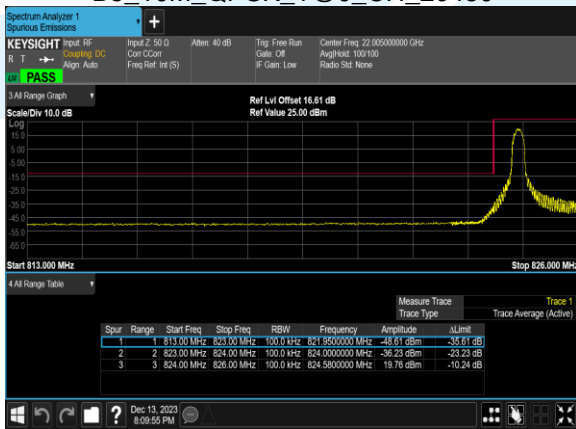 B5_10M_QPSK_1@0_CH_20450
Spectrum Analyzer 1
Spurious Emissions
KEYSIGHT Input: RF Input Z: 50 Ω Atten: 40 dB Trig: Free Run Center Freq: 22.005000000 GHz
R T Coupling: DC Corr CCorr Gate: Off Avg|Hold: 100/100
Align: Auto Freq Ref: Int (S) IF Gain: Low Radio Std: None
PASS
3 All Range Graph
Ref Lvl Offset 16.61 dB
Scale/Div 10.0 dB Ref Value 25.00 dBm
Log
15.0
5.00
-5.00
-15.0
-25.0
-35.0
-45.0
-55.0
-65.0
Start 813.000 MHz Stop 826.000 MHz
4 All Range Table
Measure Trace Trace 1
Trace Type Trace Average (Active)
Spur Range Start Freq Stop Freq RBW Frequency Amplitude ΔLimit
1 1 813.00 MHz 823.00 MHz 100.0 kHz 821.9500000 MHz -48.61 dBm -35.61 dB
2 2 823.00 MHz 824.00 MHz 100.0 kHz 824.0000000 MHz -36.23 dBm -23.23 dB
3 3 824.00 MHz 826.00 MHz 100.0 kHz 824.5800000 MHz 19.76 dBm -10.24 dB
Dec 13, 2023
8:09:55 PM